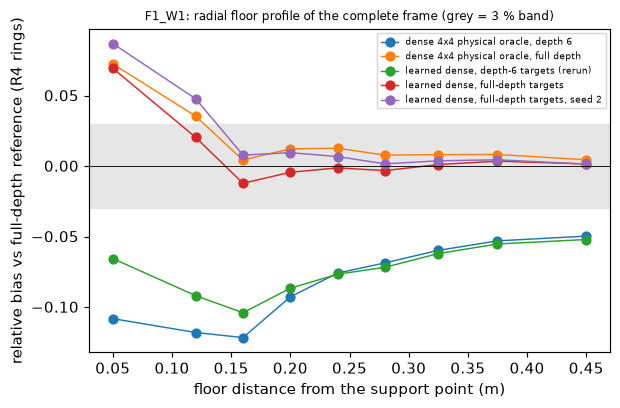 F1_W1: radial floor profile of the complete frame (grey = 3 % band)
relative bias vs full-depth reference (R4 rings)
0.05
0.00
−0.05
−0.10
dense 4x4 physical oracle, depth 6
dense 4x4 physical oracle, full depth
learned dense, depth-6 targets (rerun)
learned dense, full-depth targets
learned dense, full-depth targets, seed 2
0.05 0.10 0.15 0.20 0.25 0.30 0.35 0.40 0.45
floor distance from the support point (m)